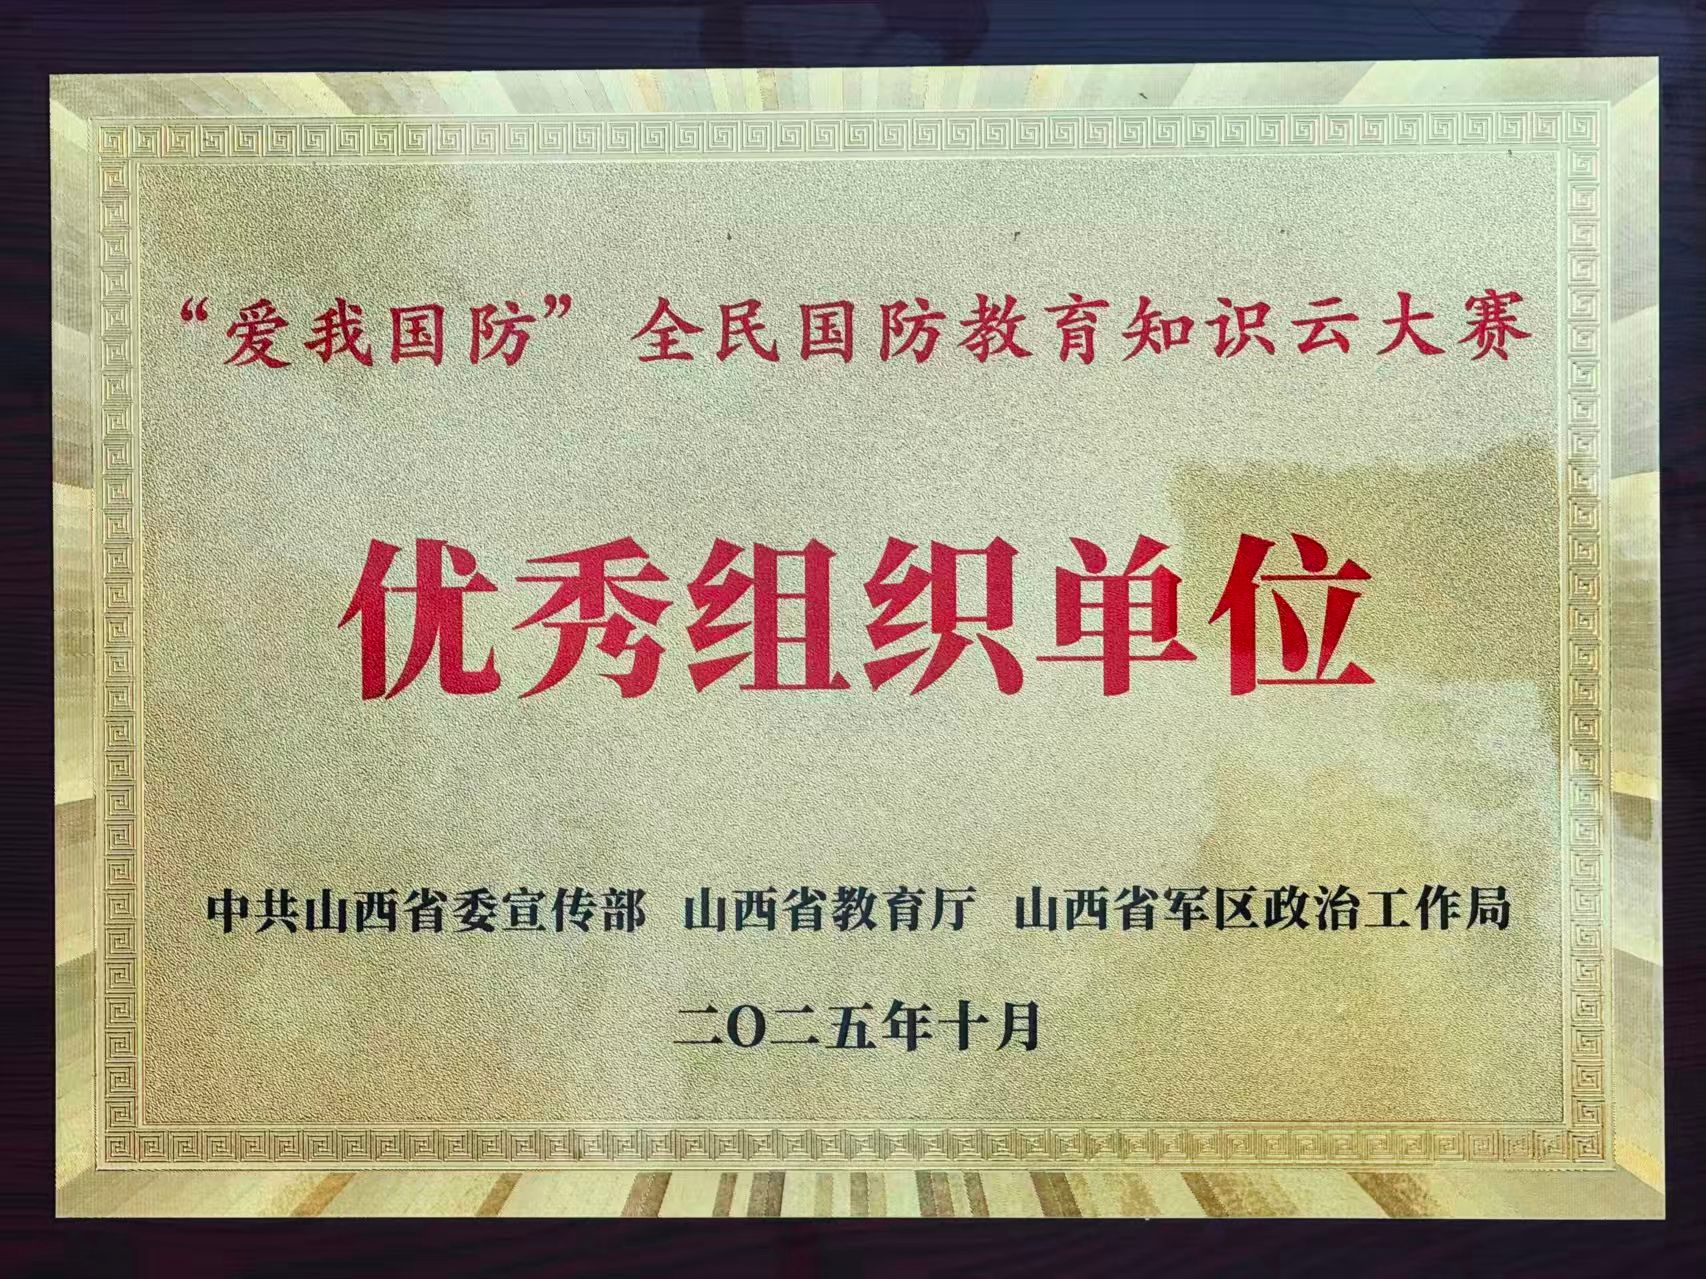 “爱我国防”全民国防教育知识云大赛
优秀组织单位
中共山西省委宣传部 山西省教育厅 山西省军区政治工作局
二〇二五年十月